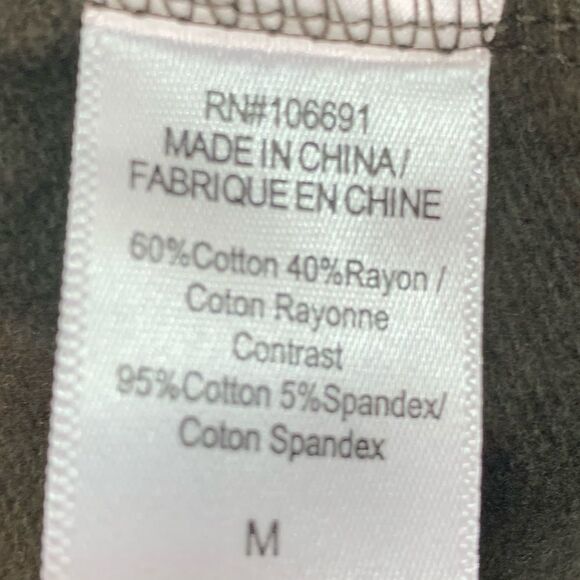 RN#106691
MADE IN CHINA/
FABRIQUE EN CHINE
60%Cotton 40%Rayon /
Coton Rayonne
Contrast
95%Cotton 5%Spandex/
Coton Spandex
M